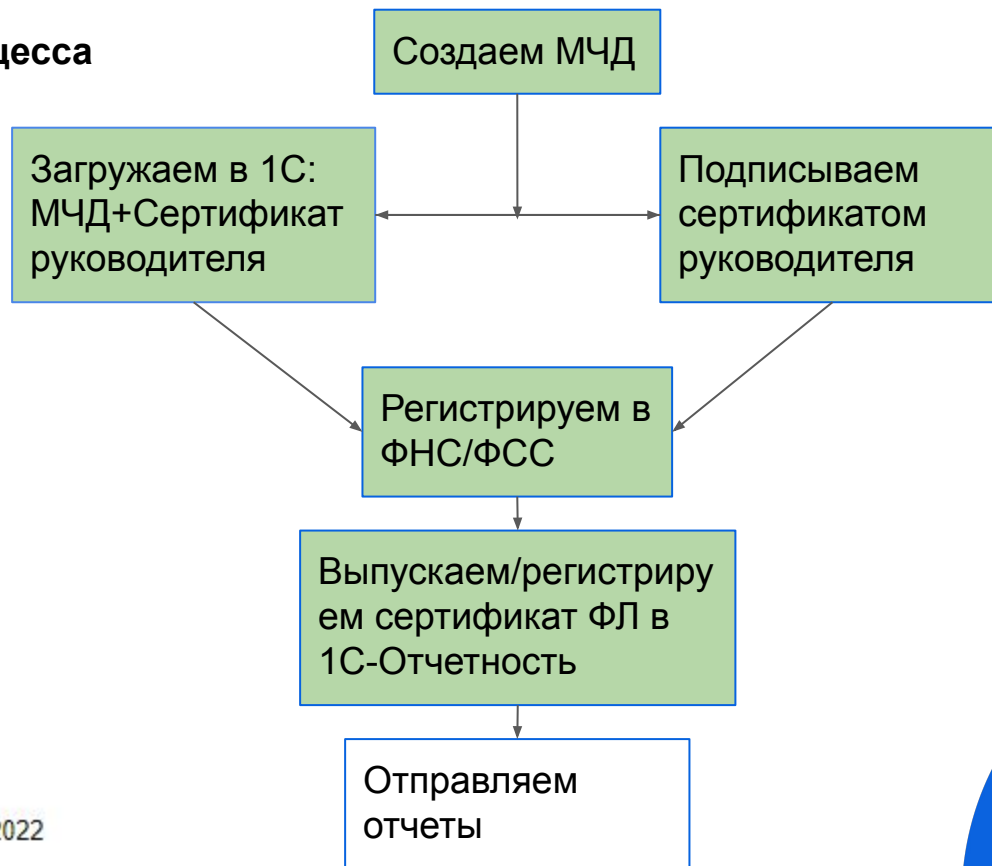 цесса
Создаем МЧД
Загружаем в 1С:
МЧД+Сертификат
руководителя
Подписываем
сертификатом
руководителя
Регистрируем в
ФНС/ФСС
Выпускаем/регистриру
ем сертификат ФЛ в
1С-Отчетность
Отправляем
отчеты
2022